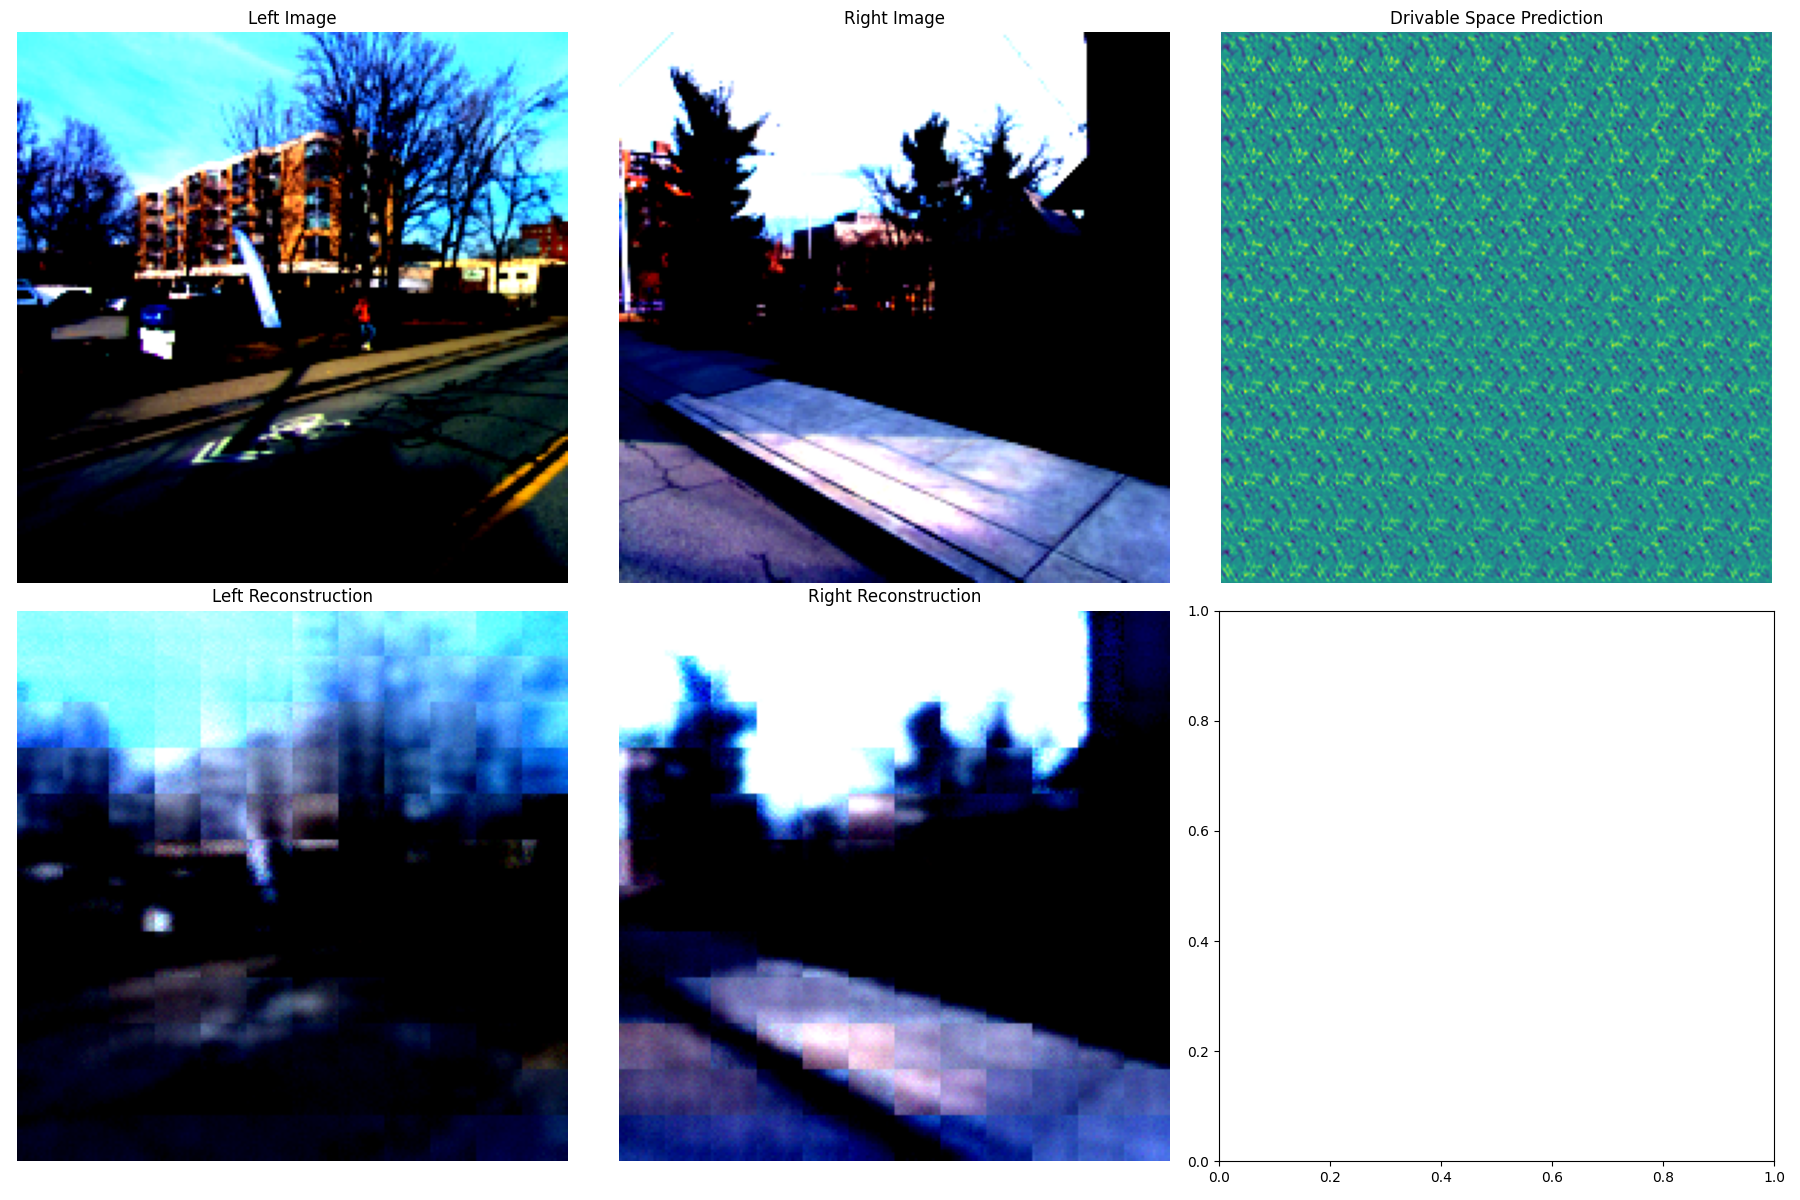 Left Image
Right Image
Drivable Space Prediction
Left Reconstruction
Right Reconstruction
1.0
0.8
0.6
0.4
0.2
0.0
0.0 0.2 0.4 0.6 0.8 1.0